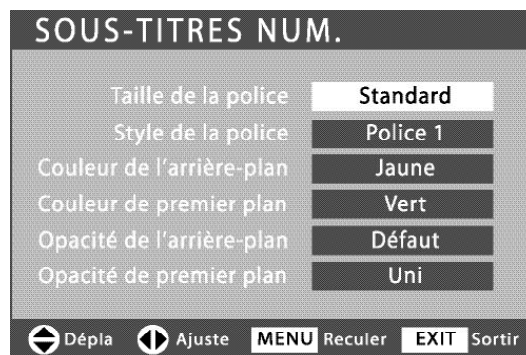 SOUS-TITRES NUM.
Taille de la police Standard
Style de la police Police 1
Couleur de l'arrière-plan Jaune
Couleur de premier plan Vert
Opacité de l'arrière-plan Défaut
Opacité de premier plan Uni
Dépla Ajuste MENU Reculer EXIT Sortir